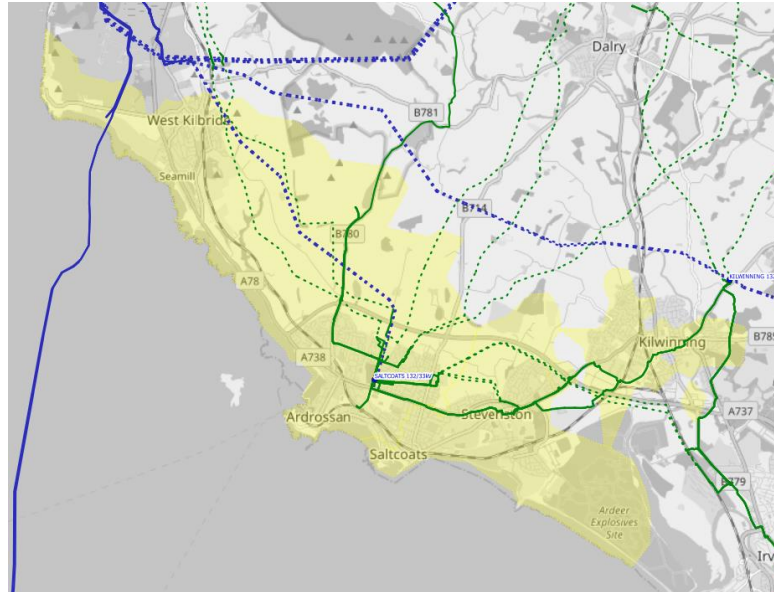 Dalry
B781
West Kilbride
Seamill
B714
B780
A78
KILWINNING 13
B785
Kilwinning
A738
SALTCOATS 132/33kV
Ardrossan
Stevenston
A737
Saltcoats
B779
Ardeer
Explosives
Site
Irv